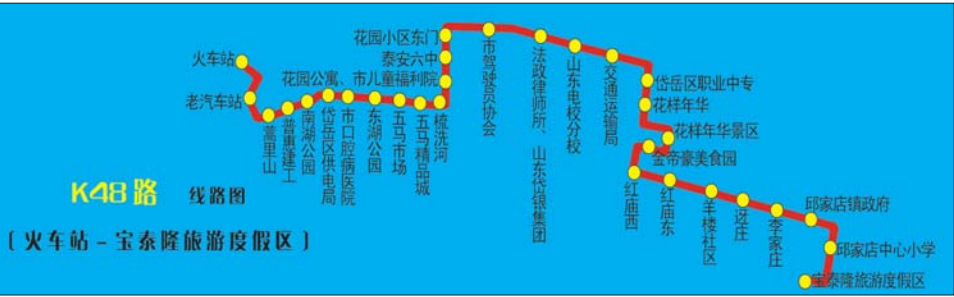 火车站
老汽车站
蒿里山
普惠建工
南湖公园
岱岳区供电局
市口腔病医院
东湖公园
五马市场
五马精品城
梳洗河
花园公寓、市儿童福利院
泰安六中
花园小区东门
市驾驶员协会
法政律师所、山东岱银集团
山东电校分校
交通运输局
岱岳区职业中专
花样年华
花样年华景区
金帝豪美食园
红庙西
红庙东
羊楼社区
迓庄
李家庄
邱家店镇政府
邱家店中心小学
宝泰隆旅游度假区
K48路 线路图
(火车站-宝泰隆旅游度假区)